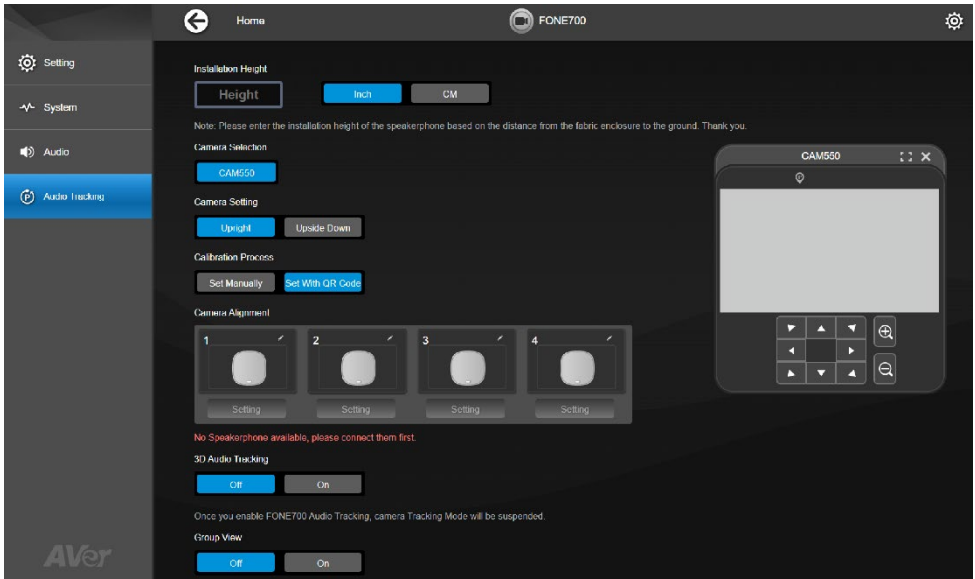 Home
FONE700
Setting
System
Audio
Audio Tracking
Installation Height
Height
Inch
CM
Note: Please enter the installation height of the speakerphone based on the distance from the fabric enclosure to the ground. Thank you.
Camera Selection
CAM550
Camera Setting
Upright
Upside Down
Calibration Process
Set Manually
Set With QR Code
Camera Alignment
1
2
3
4
Setting
Setting
Setting
Setting
No Speakerphone available, please connect them first.
3D Audio Tracking
Off
On
Once you enable FONE700 Audio Tracking, camera Tracking Mode will be suspended.
Group View
Off
On
CAM550
P
P
AVer